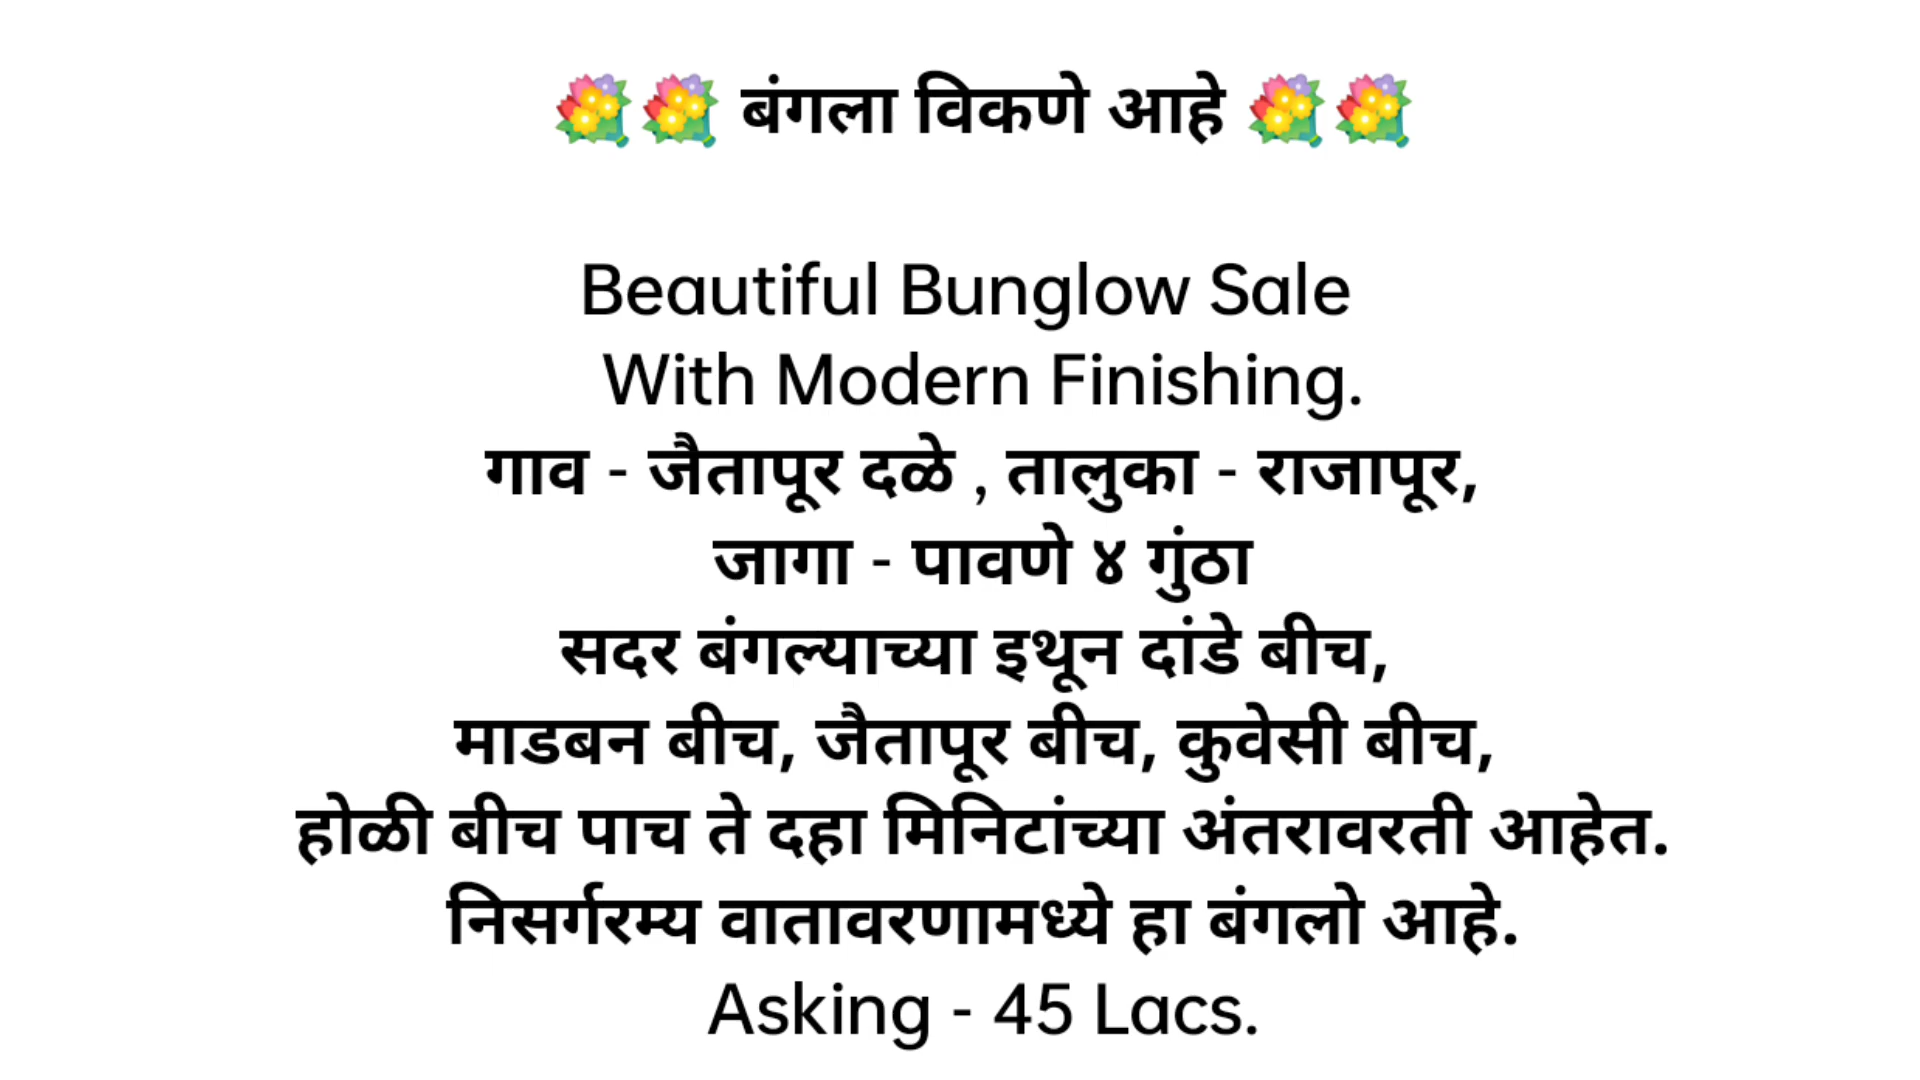 💐💐 बंगला विकणे आहे 💐💐
Beautiful Bunglow Sale
With Modern Finishing.
गाव - जैतापूर दळे , तालुका - राजापूर,
जागा - पावणे ४ गुंठा
सदर बंगल्याच्या इथून दांडे बीच,
माडबन बीच, जैतापूर बीच, कुवेसी बीच,
होळी बीच पाच ते दहा मिनिटांच्या अंतरावरती आहेत.
निसर्गरम्य वातावरणामध्ये हा बंगलो आहे.
Asking - 45 Lacs.